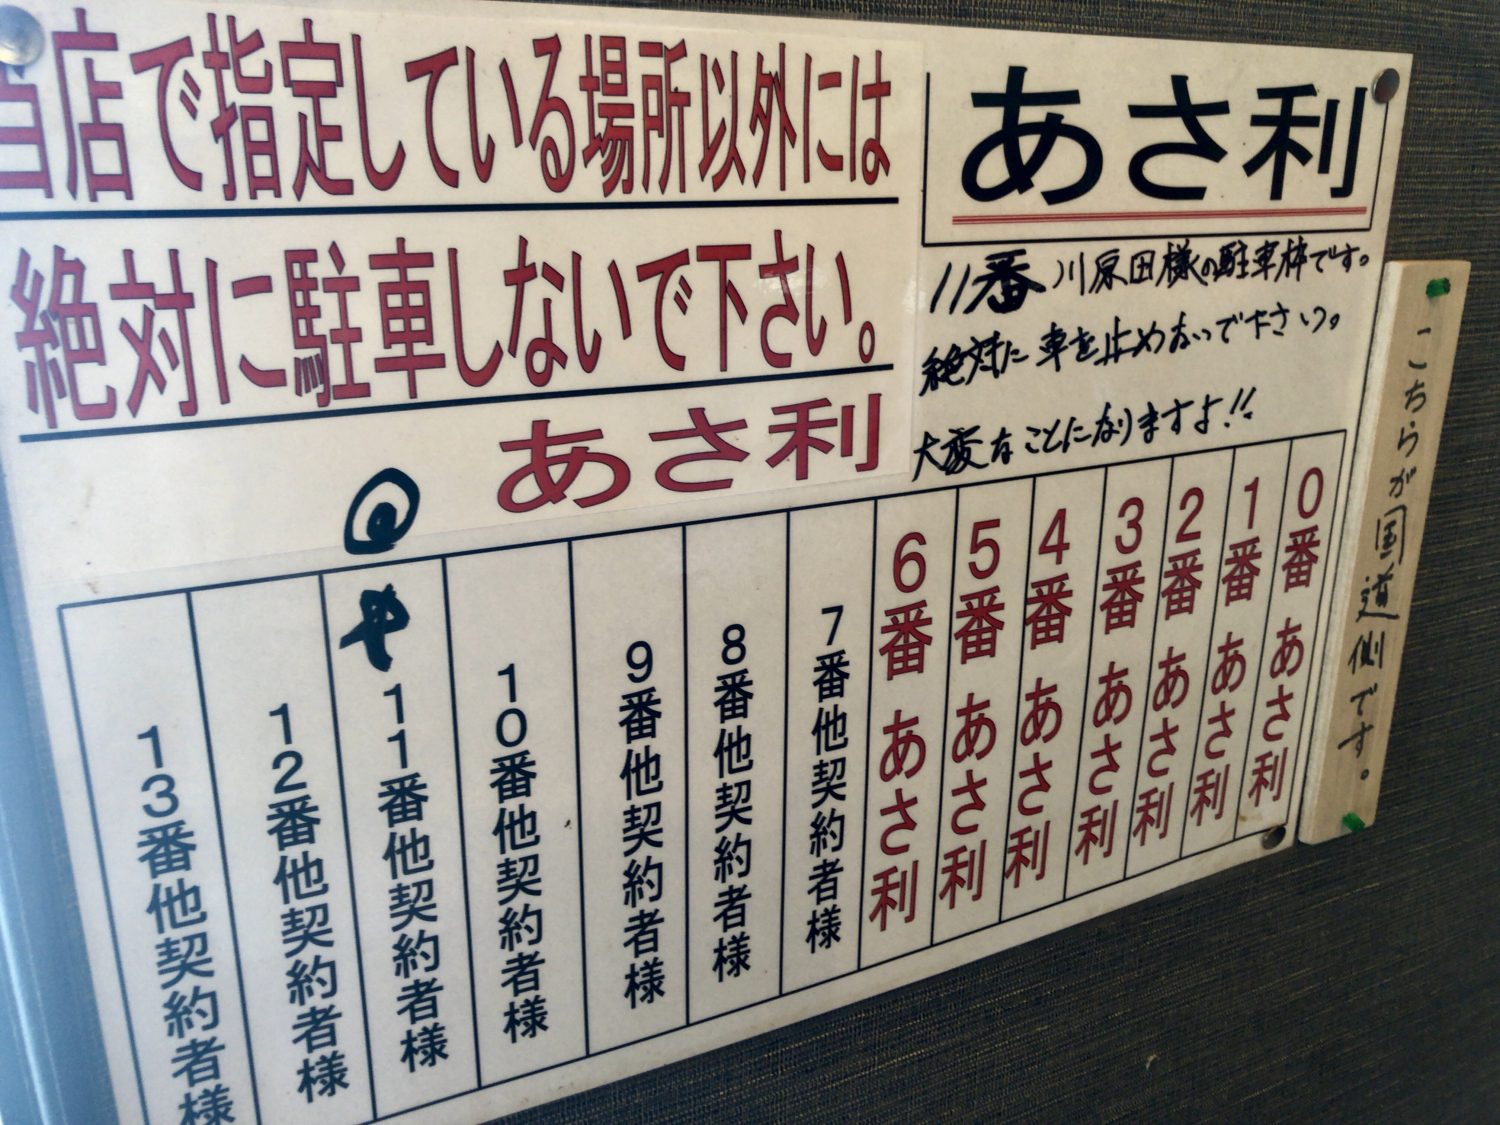 当店で指定している場所以外には
絶対に駐車しないで下さい。
あさ利
あさ利
11番川原田様の駐車枠です。
絶対に車を止めないで下さい。
大変なことになりますよ!!
こちらが国道側です。
0番 あさ利
1番 あさ利
2番 あさ利
3番 あさ利
4番 あさ利
5番 あさ利
6番 あさ利
7番他契約者様
8番他契約者様
9番他契約者様
10番他契約者様
11番他契約者様
12番他契約者様
13番他契約者様